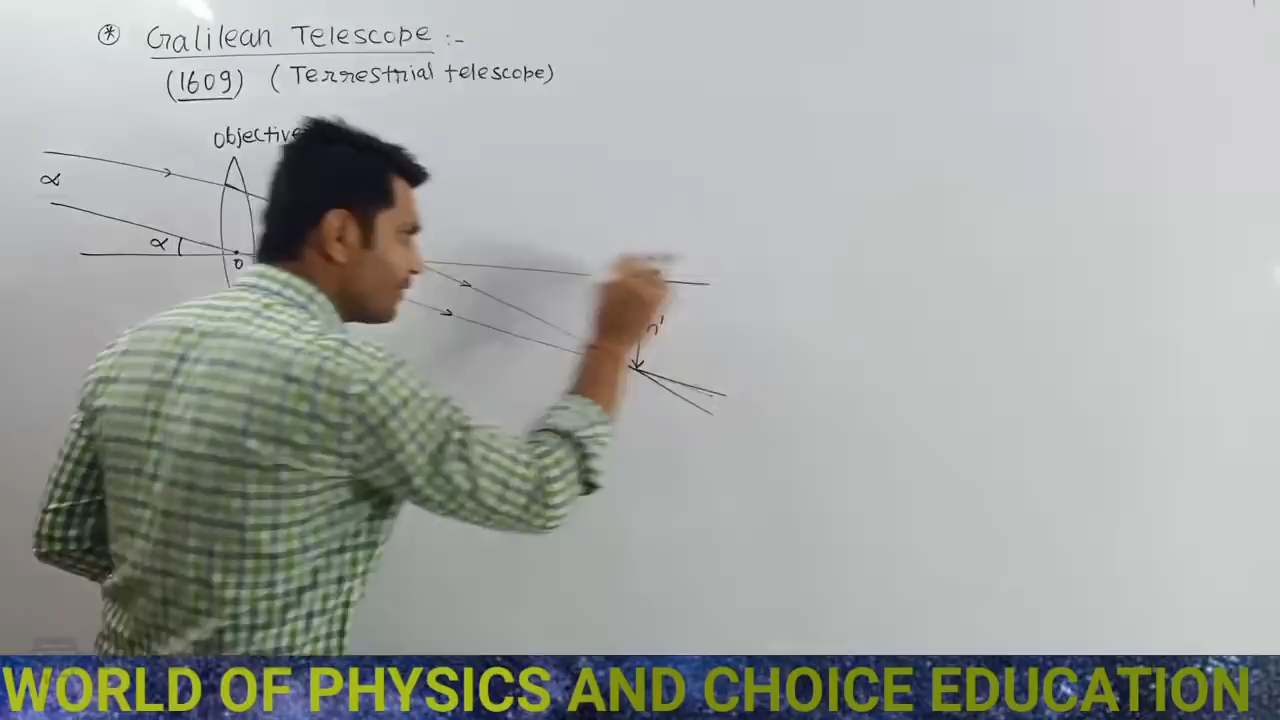 * Galilean Telescope :-
(1609) (Terrestrial telescope)
Objective
α
α
O
h'
WORLD OF PHYSICS AND CHOICE EDUCATION